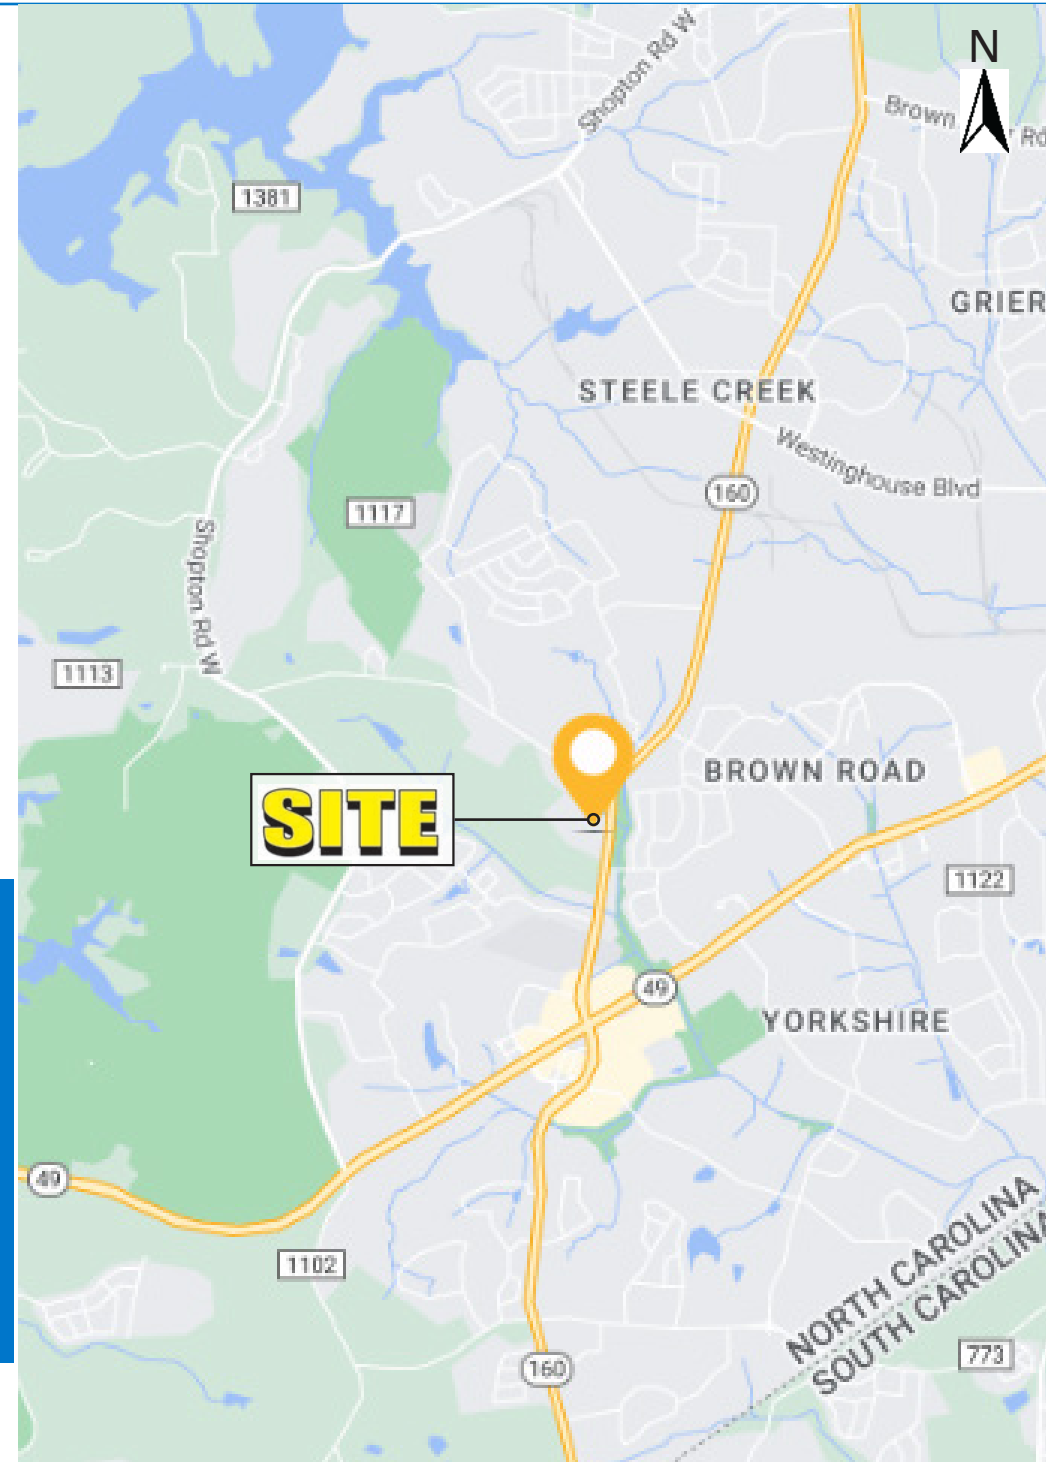 N
Shopton Rd W
Brown
Rd
1381
GRIER
STEELE CREEK
Westinghouse Blvd
160
1117
Shopton Rd W
1113
BROWN ROAD
SITE
1122
49
YORKSHIRE
49
NORTH CAROLINA
SOUTH CAROLINA
1102
773
160